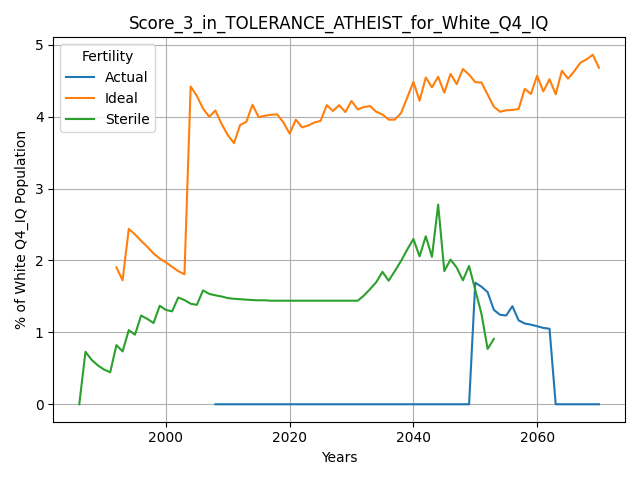 Score_3_in_TOLERANCE_ATHEIST_for_White_Q4_IQ
Fertility
Actual
Ideal
Sterile
% of White Q4_IQ Population
5
4
3
2
1
0
2000
2020
2040
2060
Years